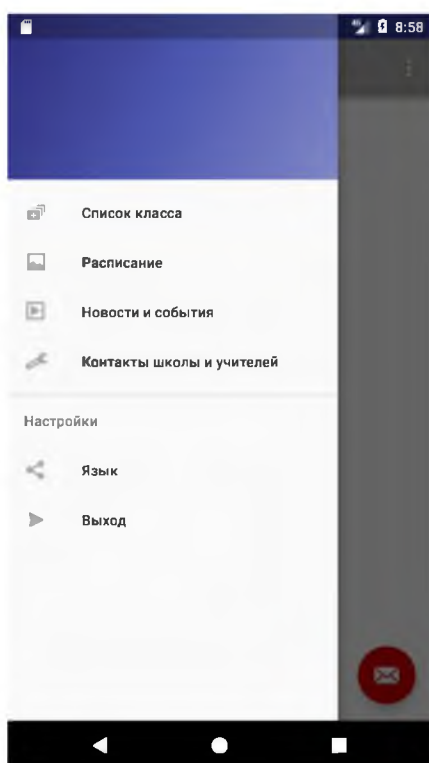 8:58
Список класса
Расписание
Новости и события
Контакты школы и учителей
Настройки
Язык
Выход